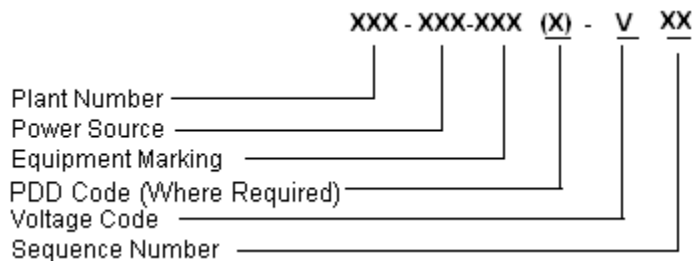 XXX - XXX-XXX (X) - V XX
Plant Number
Power Source
Equipment Marking
PDD Code (Where Required)
Voltage Code
Sequence Number